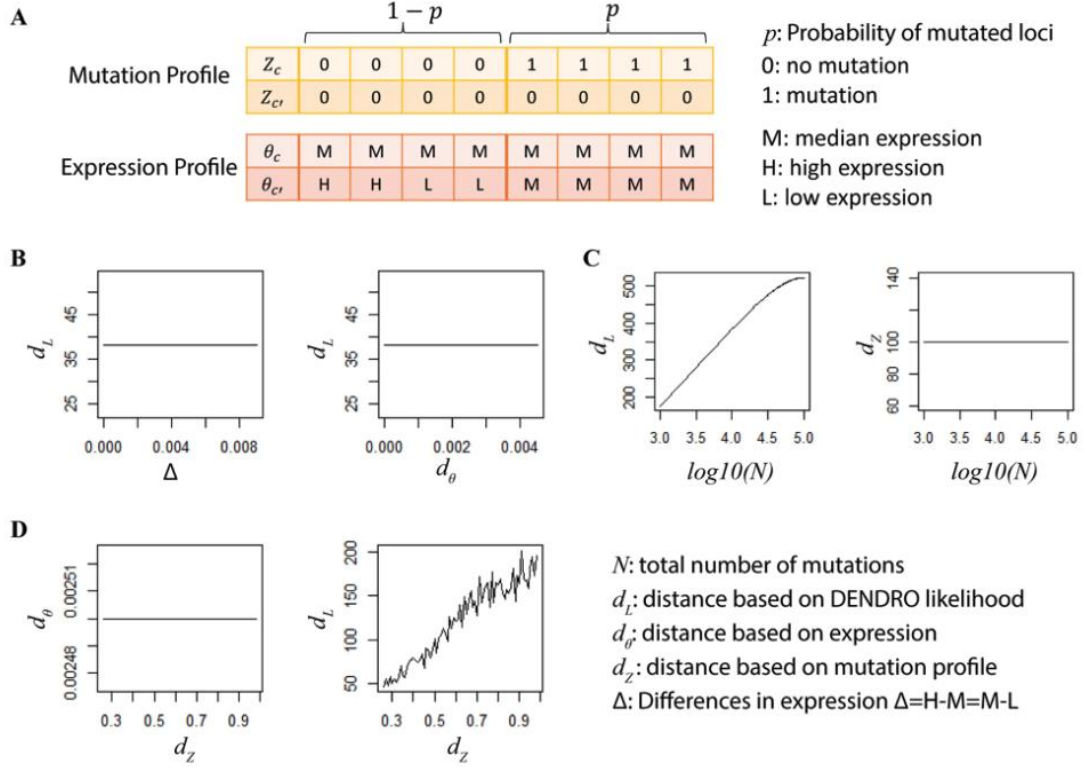 A
1 − p
p
Mutation Profile
Z_c 0 0 0 0 1 1 1 1
Z_c′ 0 0 0 0 0 0 0 0
Expression Profile
θ_c M M M M M M M M
θ_c′ H H L L M M M M
p: Probability of mutated loci
0: no mutation
1: mutation
M: median expression
H: high expression
L: low expression
B
d_L
45
35
25
0.000 0.004 0.008
Δ
d_L
45
35
25
0.000 0.002 0.004
d_θ
C
d_L
500
400
300
200
3.0 3.5 4.0 4.5 5.0
log10(N)
d_Z
140
100
80
60
3.0 3.5 4.0 4.5 5.0
log10(N)
D
d_θ
0.00251
0.00248
0.3 0.5 0.7 0.9
d_Z
d_L
200
150
100
50
0.3 0.5 0.7 0.9
d_Z
N: total number of mutations
d_L: distance based on DENDRO likelihood
d_θ: distance based on expression
d_Z: distance based on mutation profile
Δ: Differences in expression Δ=H-M=M-L